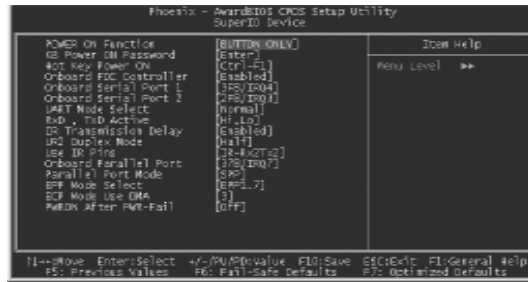 Phoenix - AwardBIOS CMOS Setup Utility
SuperIO Device
POWER ON Function [BUTTON ONLY]
KB Power ON Password [Enter]
Hot Key Power ON [Ctrl-F1]
Onboard FDC Controller [Enabled]
Onboard Serial Port 1 [3F8/IRQ4]
Onboard Serial Port 2 [2F8/IRQ3]
UART Mode Select [Normal]
RxD , TxD Active [Hi,Lo]
IR Transmission Delay [Enabled]
UR2 Duplex Mode [Half]
Use IR Pins [IR-Rx2Tx2]
Onboard Parallel Port [378/IRQ7]
Parallel Port Mode [SPP]
EPP Mode Select [EPP1.7]
ECP Mode Use DMA [3]
PWRON After PWR-Fail [Off]
Item Help
Menu Level ►►
↑↓→←:Move Enter:Select +/-/PU/PD:Value F10:Save ESC:Exit F1:General Help
F5: Previous Values F6: Fail-Safe Defaults F7: Optimized Defaults